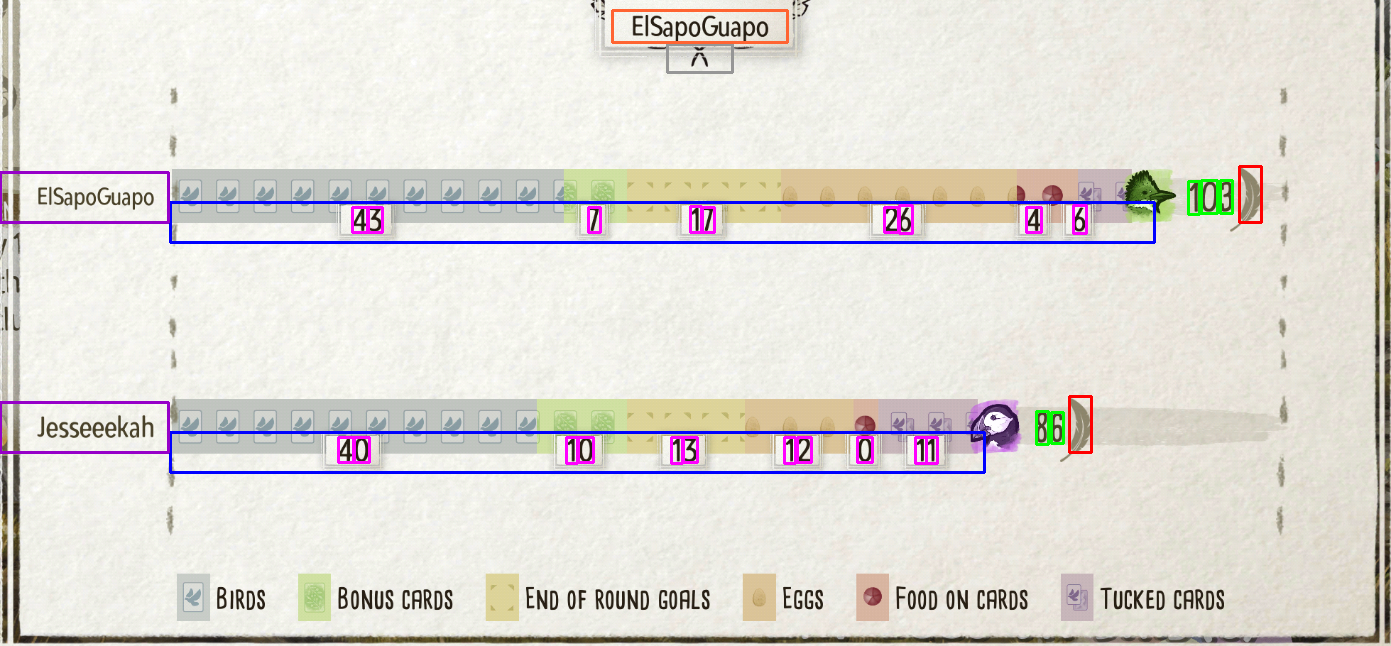 ElSapoGuapo
ElSapoGuapo 103
43 7 17 26 4 6
Jesseeekah 86
40 10 13 12 0 11
BIRDS BONUS CARDS END OF ROUND GOALS EGGS FOOD ON CARDS TUCKED CARDS